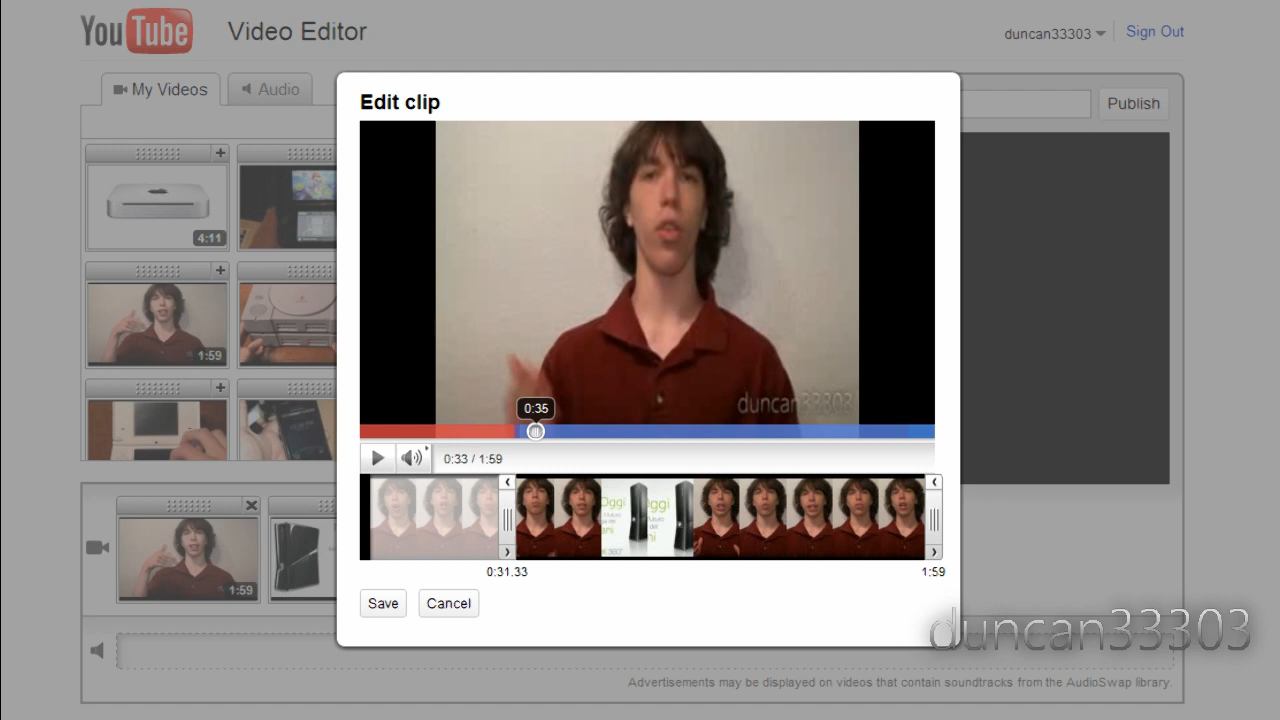 YouTube Video Editor
duncan33303
Sign Out
My Videos
Audio
Publish
Edit clip
4:11
1:59
duncan33303
0:35
0:33 / 1:59
Oggi
1:59
0:31.33
1:59
Save
Cancel
duncan33303
Advertisements may be displayed on videos that contain soundtracks from the AudioSwap library.